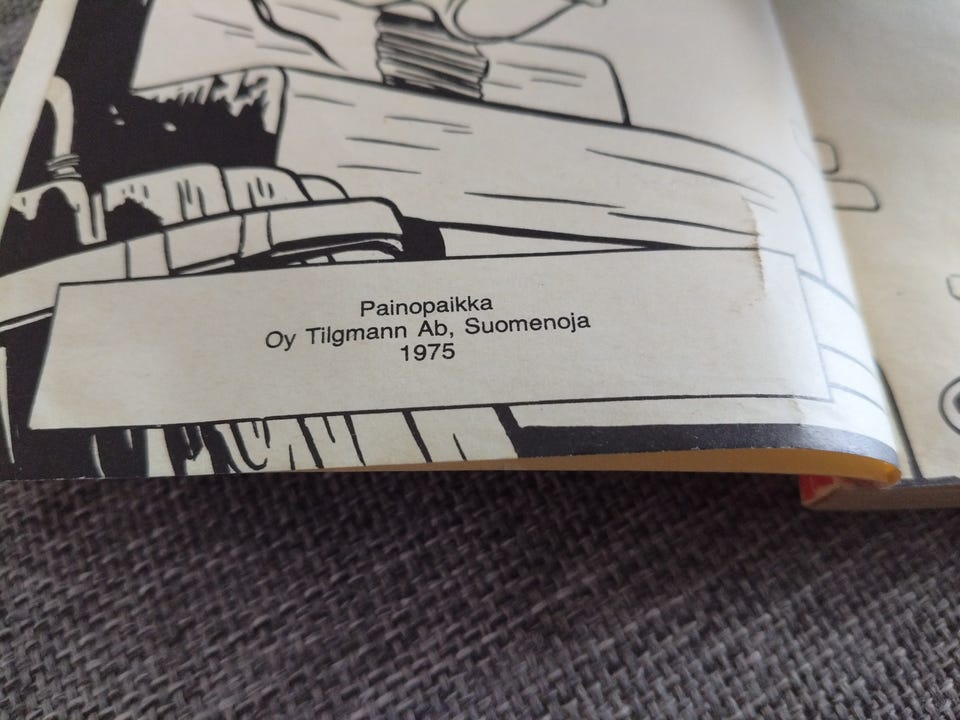 Painopaikka
Oy Tilgmann Ab, Suomenoja
1975